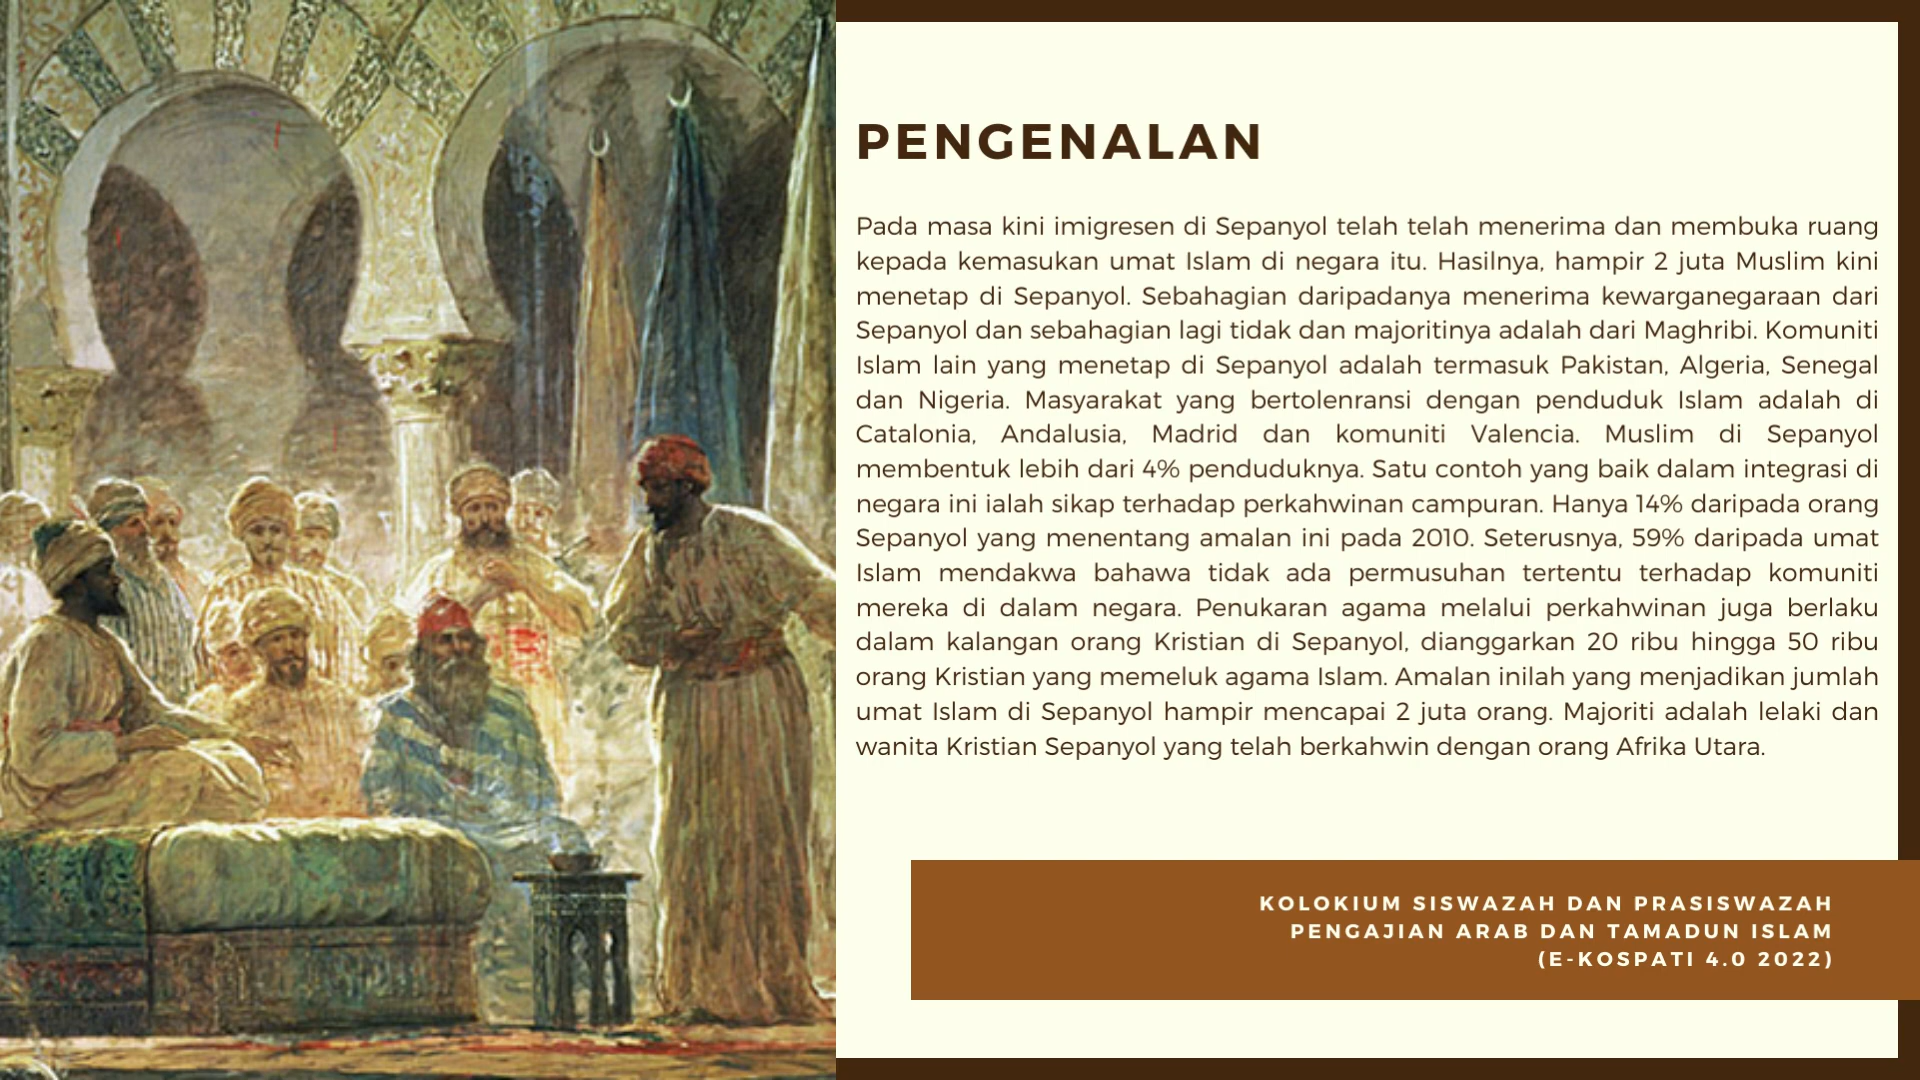 PENGENALAN
Pada masa kini imigresen di Sepanyol telah telah menerima dan membuka ruang
kepada kemasukan umat Islam di negara itu. Hasilnya, hampir 2 juta Muslim kini
menetap di Sepanyol. Sebahagian daripadanya menerima kewarganegaraan dari
Sepanyol dan sebahagian lagi tidak dan majoritinya adalah dari Maghribi. Komuniti
Islam lain yang menetap di Sepanyol adalah termasuk Pakistan, Algeria, Senegal
dan Nigeria. Masyarakat yang bertolenransi dengan penduduk Islam adalah di
Catalonia, Andalusia, Madrid dan komuniti Valencia. Muslim di Sepanyol
membentuk lebih dari 4% penduduknya. Satu contoh yang baik dalam integrasi di
negara ini ialah sikap terhadap perkahwinan campuran. Hanya 14% daripada orang
Sepanyol yang menentang amalan ini pada 2010. Seterusnya, 59% daripada umat
Islam mendakwa bahawa tidak ada permusuhan tertentu terhadap komuniti
mereka di dalam negara. Penukaran agama melalui perkahwinan juga berlaku
dalam kalangan orang Kristian di Sepanyol, dianggarkan 20 ribu hingga 50 ribu
orang Kristian yang memeluk agama Islam. Amalan inilah yang menjadikan jumlah
umat Islam di Sepanyol hampir mencapai 2 juta orang. Majoriti adalah lelaki dan
wanita Kristian Sepanyol yang telah berkahwin dengan orang Afrika Utara.
KOLOKIUM SISWAZAH DAN PRASISWAZAH
PENGAJIAN ARAB DAN TAMADUN ISLAM
(E-KOSPATI 4.0 2022)